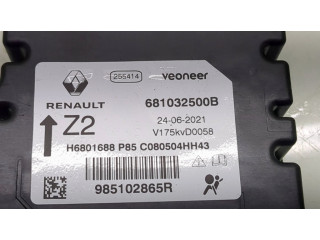 255414 veoneer
RENAULT 681032500B
Z2 24-06-2021
V175kvD0058
H6801688 P85 C080504HH43
985102865R